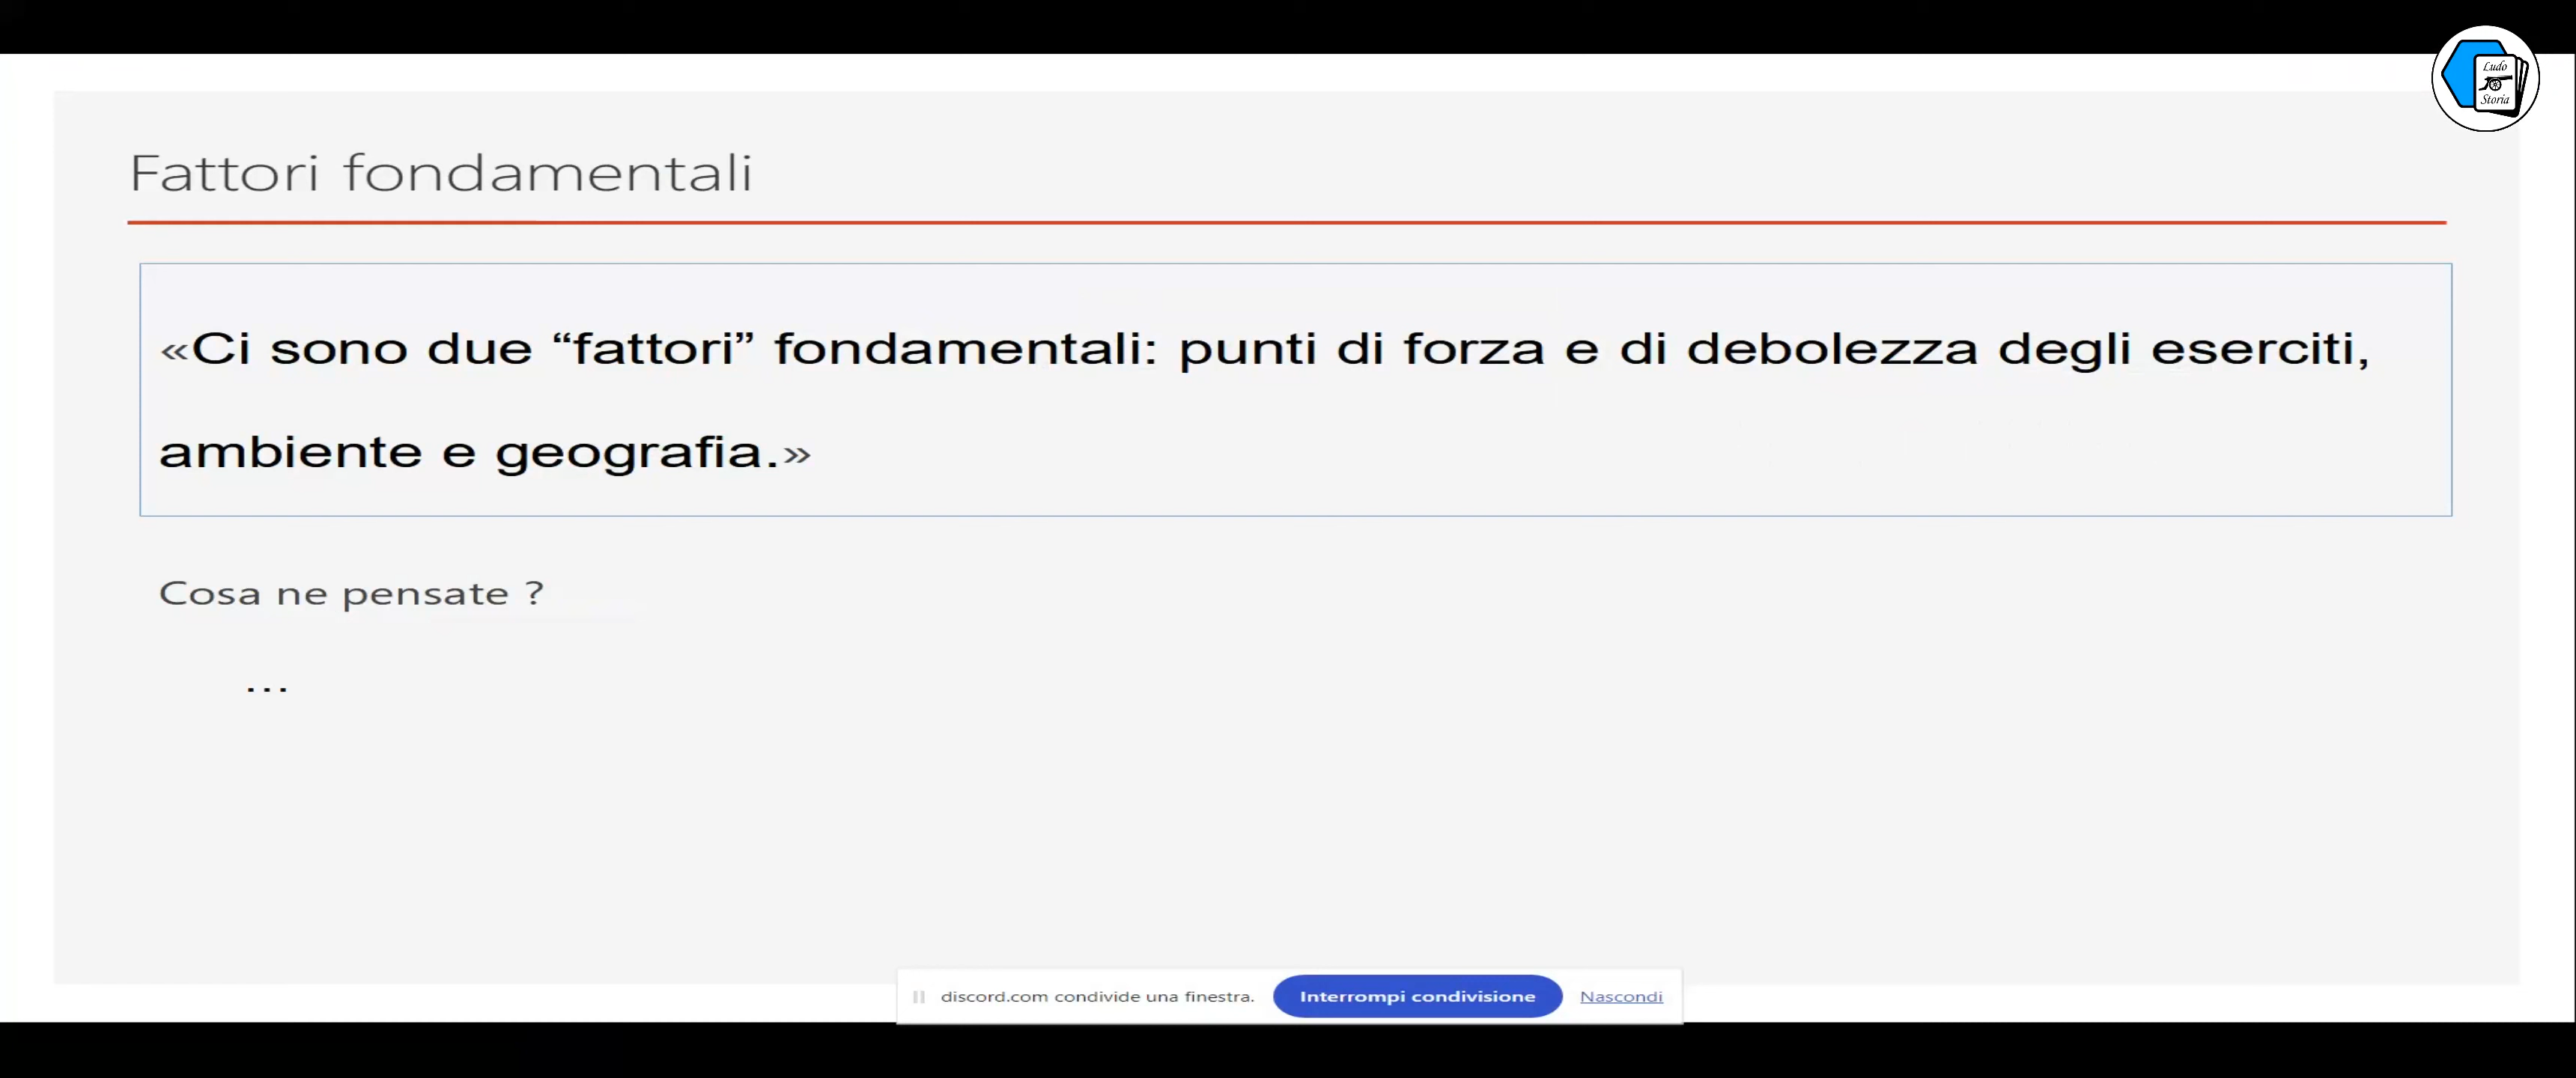 Ludo
Storia
Fattori fondamentali
«Ci sono due “fattori” fondamentali: punti di forza e di debolezza degli eserciti,
ambiente e geografia.»
Cosa ne pensate ?
...
discord.com condivide una finestra. Interrompi condivisione Nascondi